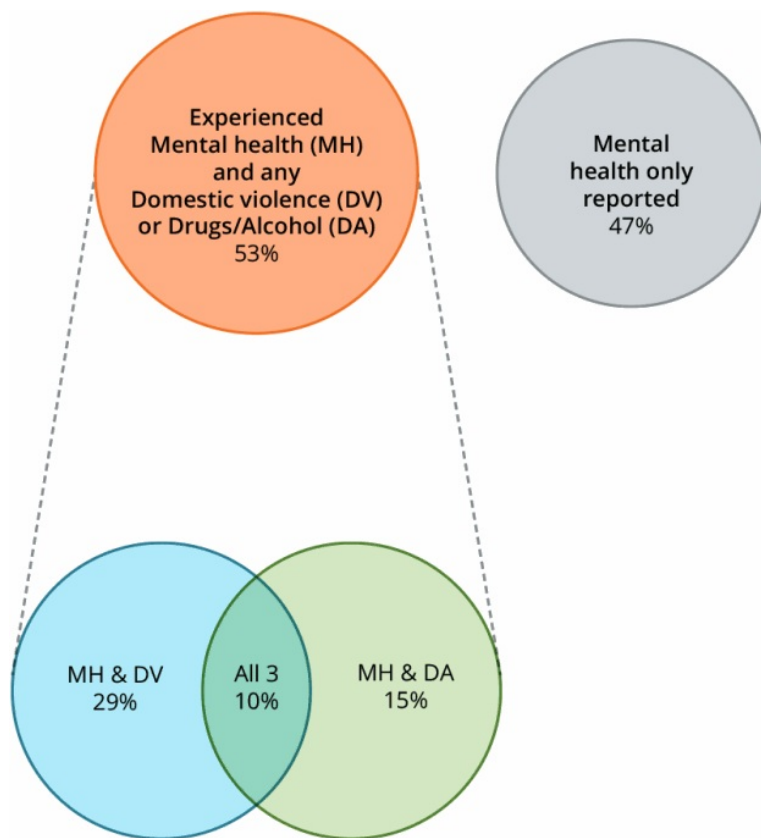 Experienced
Mental health (MH)
and any
Domestic violence (DV)
or Drugs/Alcohol (DA)
53%
Mental
health only
reported
47%
MH & DV
29%
All 3
10%
MH & DA
15%